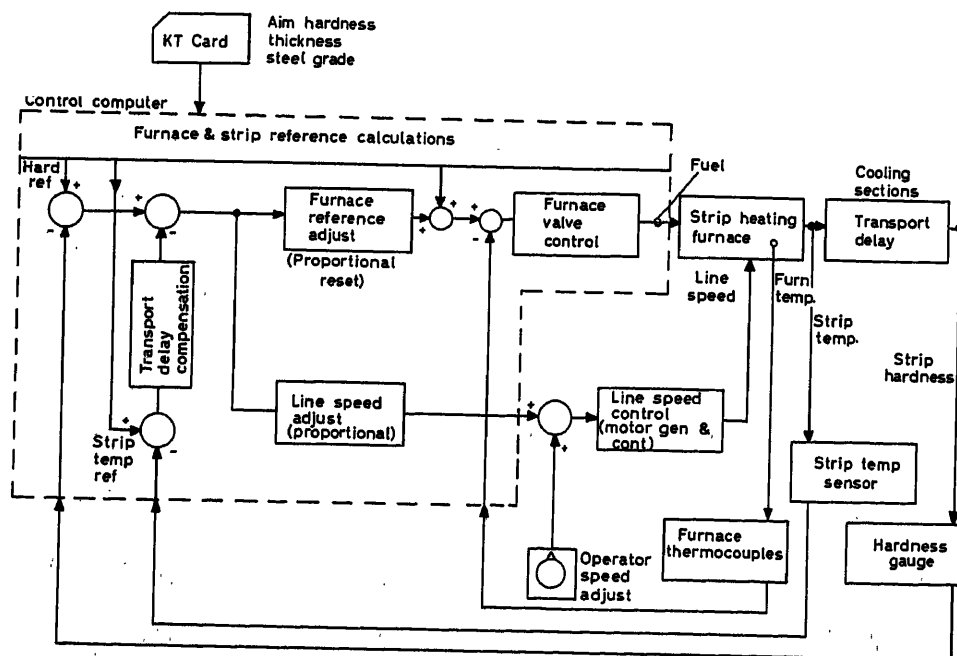 KT Card
Aim hardness
thickness
steel grade
Control computer
Furnace & strip reference calculations
Hard
ref
+
-
+
-
Furnace
reference
adjust
(Proportional
reset)
+
+
+
-
Furnace
valve
control
Fuel
Strip heating
furnace
Cooling
sections
Transport
delay
Line
speed
Furn
temp.
Strip
temp.
Strip
hardness
Transport
delay
compensation
+
-
Strip
temp
ref
Line speed
adjust
(proportional)
+
+
Line speed
control
(motor gen &
cont)
Strip temp
sensor
Operator
speed
adjust
Furnace
thermocouples
Hardness
gauge